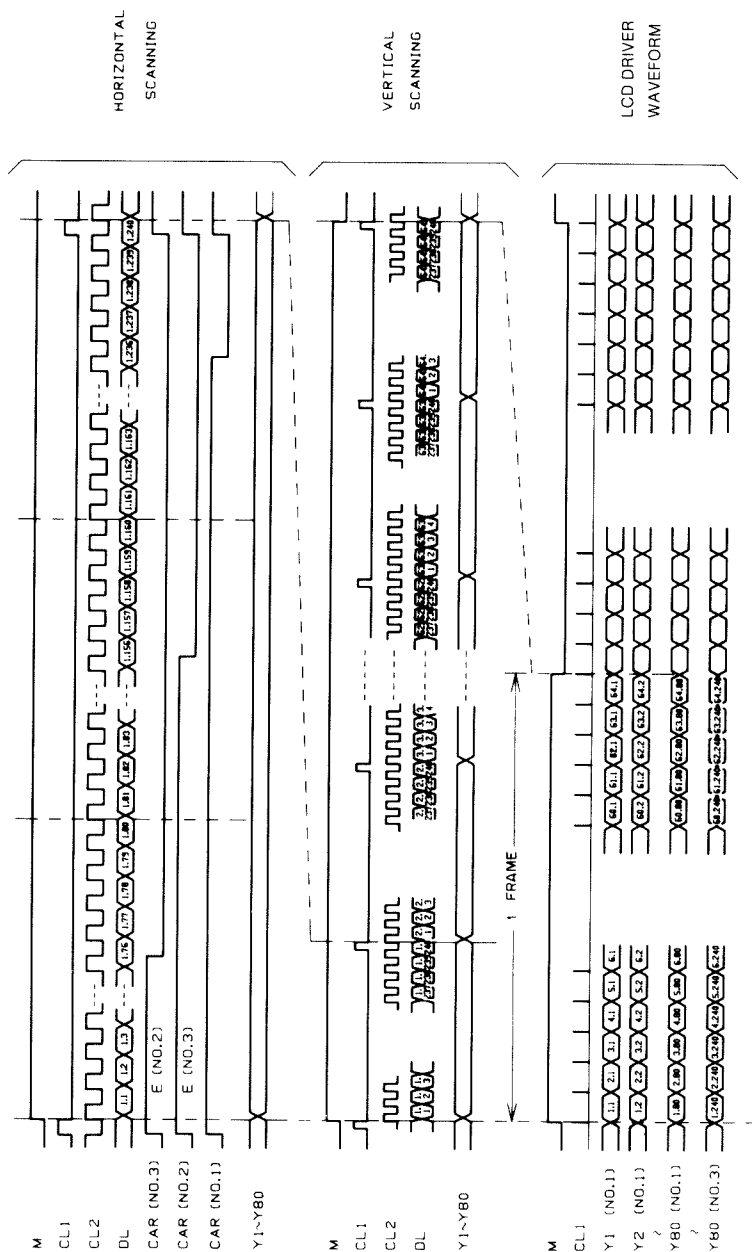 HORIZONTAL
SCANNING
M
CL1
CL2
DL 1.1 1.2 1.3 1.76 1.77 1.78 1.79 1.80 1.81 1.82 1.83 1.156 1.157 1.158 1.159 1.160 1.161 1.162 1.163 1.236 1.237 1.238 1.239 1.240
CAR (NO.3) E (NO.2)
CAR (NO.2) E (NO.3)
CAR (NO.1)
Y1~Y80
VERTICAL
SCANNING
M
CL1
CL2
DL
Y1~Y80
1 FRAME
LCD DRIVER
WAVEFORM
M
CL1
Y1 (NO.1) 1.1 2.1 3.1 4.1 5.1 6.1 60.1 61.1 62.1 63.1 64.1
Y2 (NO.1) 1.2 2.2 3.2 4.2 5.2 6.2 60.2 61.2 62.2 63.2 64.2
~
Y80 (NO.1) 1.80 2.80 3.80 4.80 5.80 6.80 60.80 61.80 62.80 63.80 64.80
~
Y80 (NO.3) 1.240 2.240 3.240 4.240 5.240 6.240 60.240 61.240 62.240 63.240 64.240